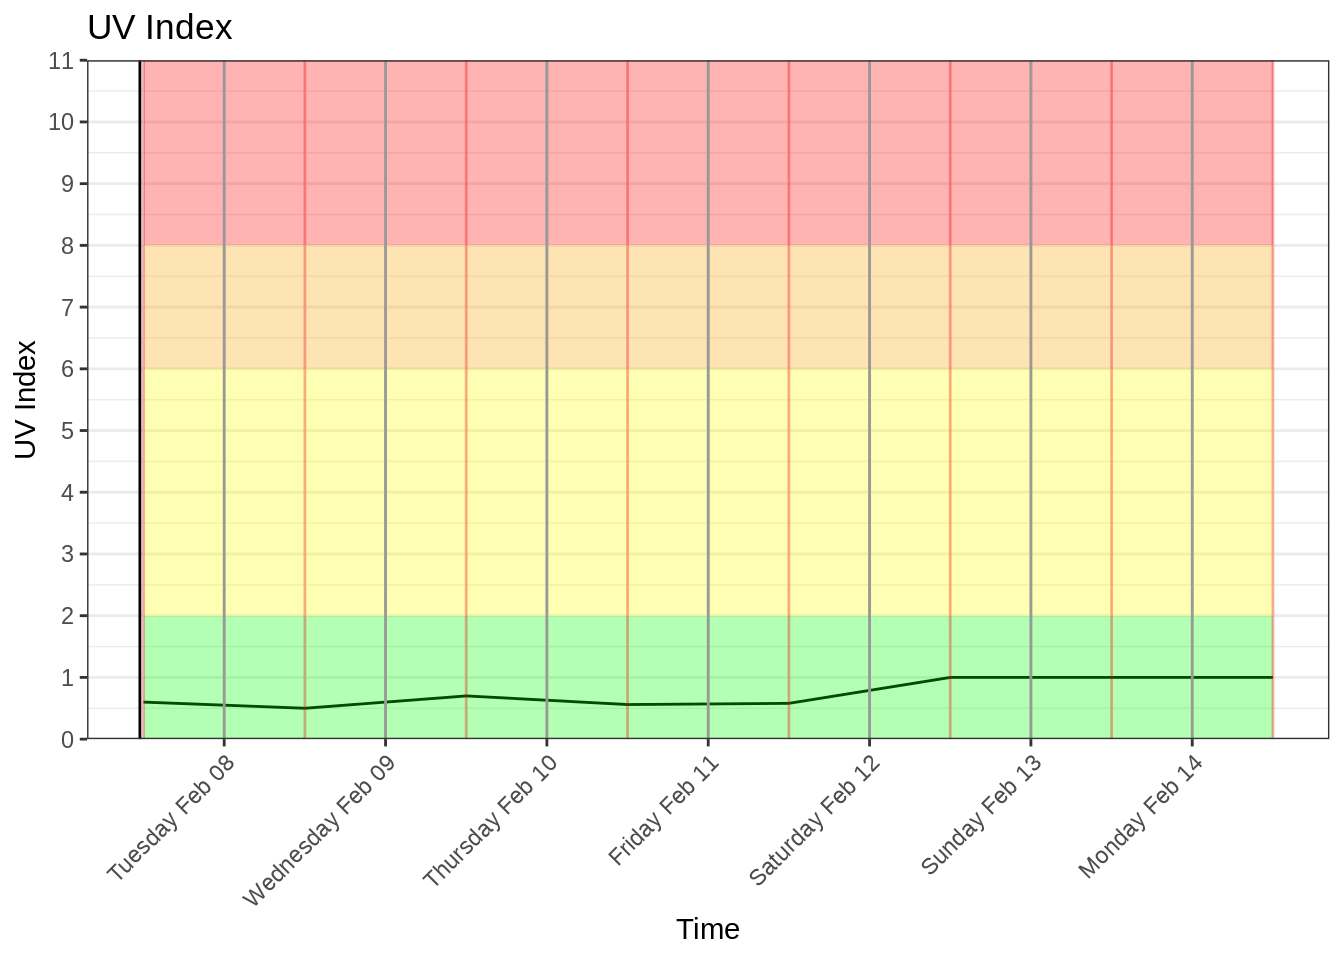 UV Index
11
10
9
8
7
6
5
4
3
2
1
0
UV Index
Tuesday Feb 08
Wednesday Feb 09
Thursday Feb 10
Friday Feb 11
Saturday Feb 12
Sunday Feb 13
Monday Feb 14
Time